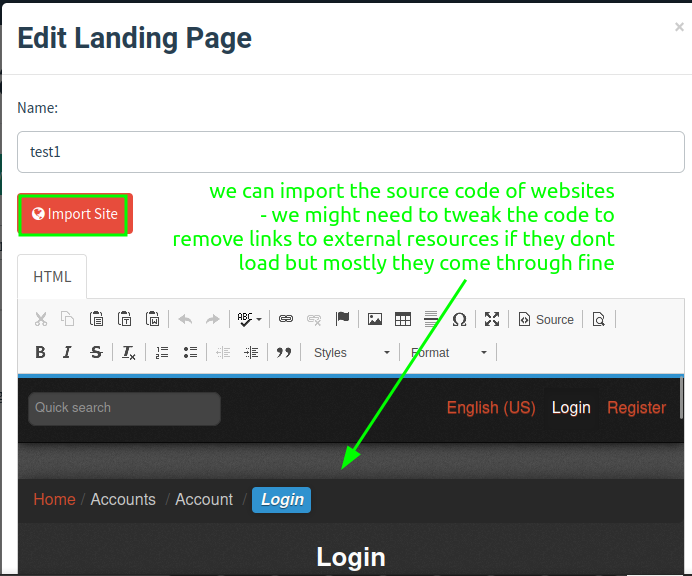 Edit Landing Page
×
Name:
test1
Import Site
we can import the source code of websites
- we might need to tweak the code to
remove links to external resources if they dont
load but mostly they come through fine
HTML
ABC
Ω
Source
B I S Tx
Styles
Format
Quick search
English (US) Login Register
Home / Accounts / Account / Login
Login